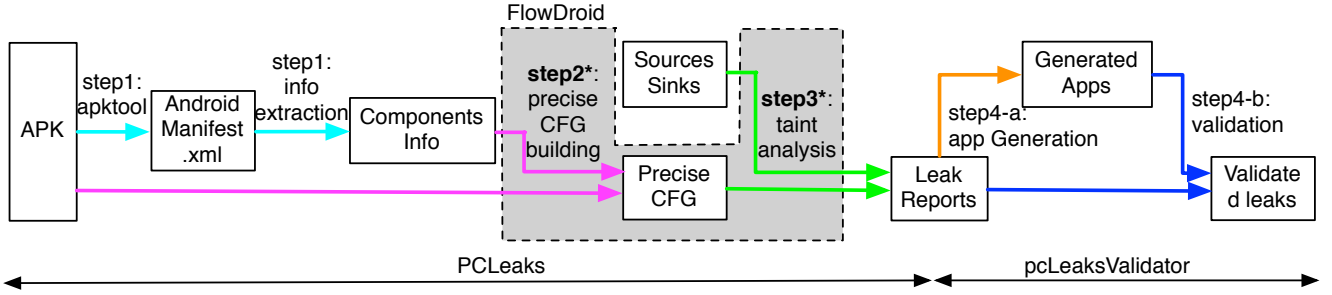 FlowDroid
APK
step1:
apktool
Android
Manifest
.xml
step1:
info
extraction
Components
Info
step2*:
precise
CFG
building
Sources
Sinks
Precise
CFG
step3*:
taint
analysis
Leak
Reports
step4-a:
app Generation
Generated
Apps
step4-b:
validation
Validate
d leaks
PCLeaks
pcLeaksValidator